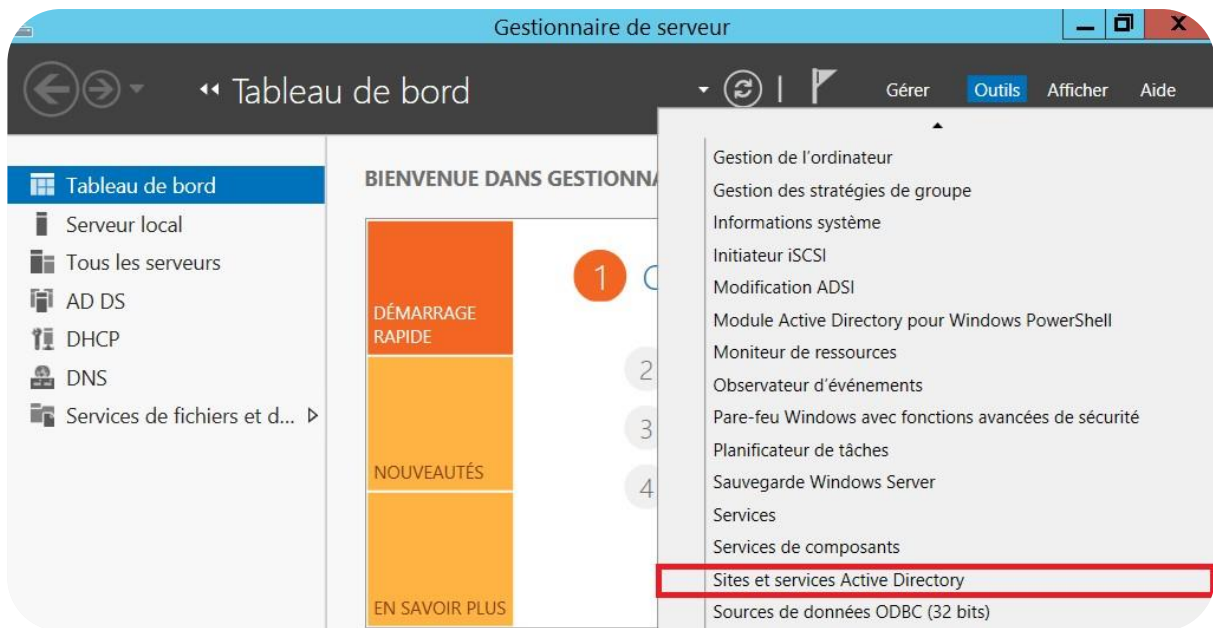 Gestionnaire de serveur
Tableau de bord
Gérer Outils Afficher Aide
Tableau de bord
Serveur local
Tous les serveurs
AD DS
DHCP
DNS
Services de fichiers et d...
BIENVENUE DANS GESTIONNA
DÉMARRAGE
RAPIDE
NOUVEAUTÉS
EN SAVOIR PLUS
1 C
2
3
4
Gestion de l'ordinateur
Gestion des stratégies de groupe
Informations système
Initiateur iSCSI
Modification ADSI
Module Active Directory pour Windows PowerShell
Moniteur de ressources
Observateur d'événements
Pare-feu Windows avec fonctions avancées de sécurité
Planificateur de tâches
Sauvegarde Windows Server
Services
Services de composants
Sites et services Active Directory
Sources de données ODBC (32 bits)